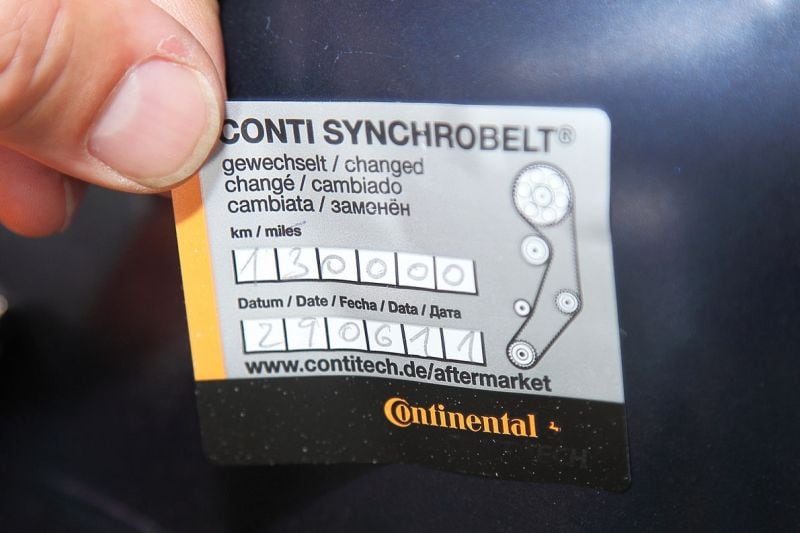 CONTI SYNCHROBELT®
gewechselt / changed
changé / cambiado
cambiata / заменён
km / miles
130000
Datum / Date / Fecha / Data / Дата
290611
www.contitech.de/aftermarket
Continental